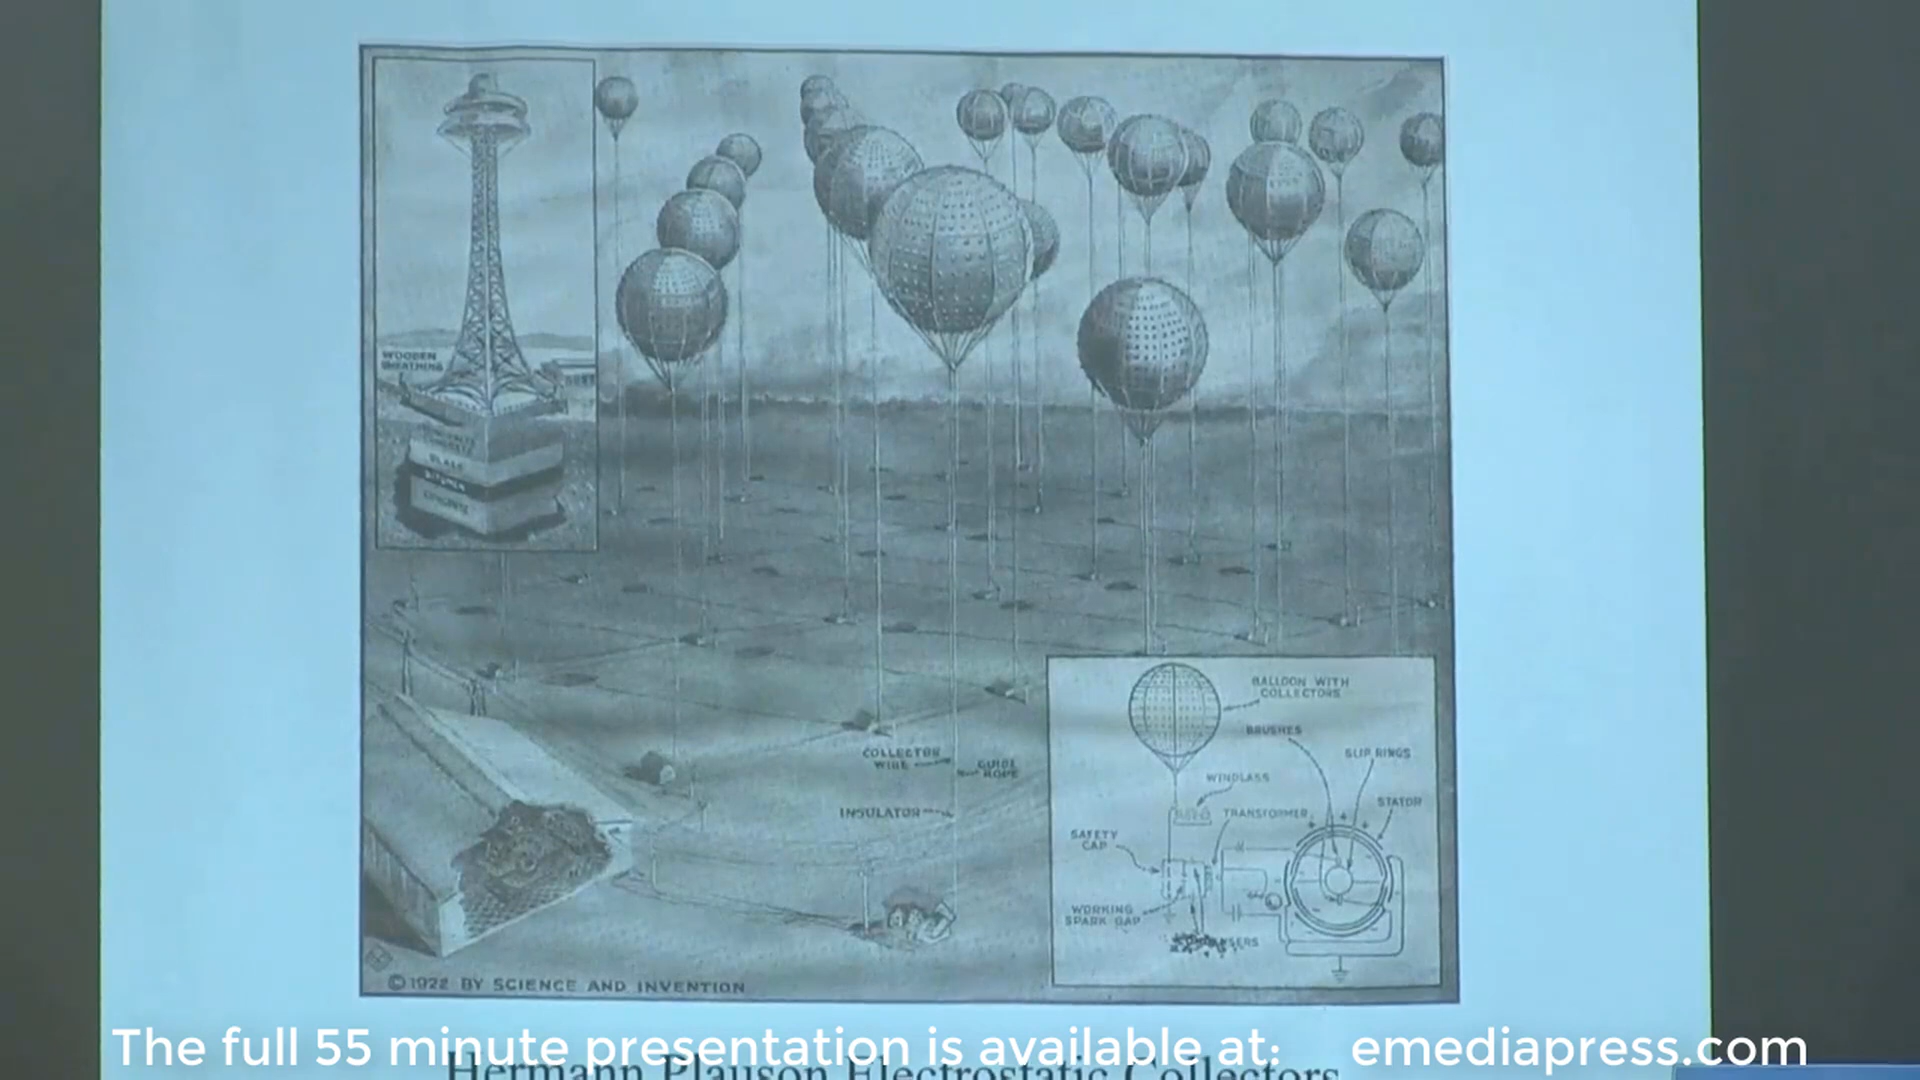 WOODEN
SHEATHING
GLASS
BITUMEN
CONCRETE
COLLECTOR
WIRE
GUIDE
ROPE
INSULATOR
BALLOON WITH
COLLECTORS
BRUSHES
SLIP RINGS
WINDLASS
STATOR
TRANSFORMER
SAFETY
GAP
WORKING
SPARK GAP
©1922 BY SCIENCE AND INVENTION
The full 55 minute presentation is available at: emediapress.com
Hermann Plauson Electrostatic Collectors